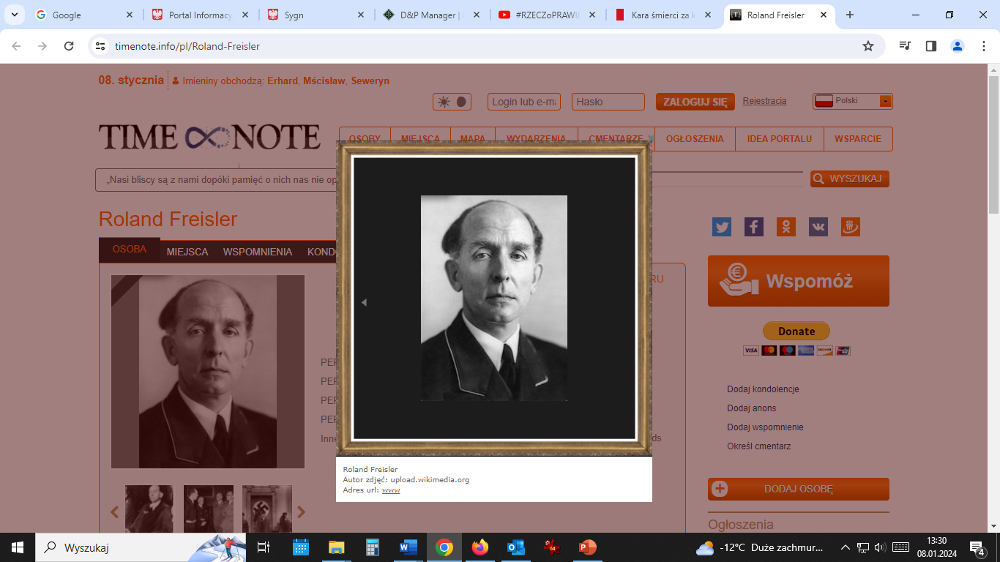 Google
Portal Informacy
Sygn
D&P Manager |
#RZECZoPRAWIE
Kara śmierci za k
Roland Freisler
timenote.info/pl/Roland-Freisler
08. stycznia
Imieniny obchodzą: Erhard, Mścisław, Seweryn
Login lub e-ma
Hasło
ZALOGUJ SIĘ
Rejestracja
Polski
TIME NOTE
OSOBY
MIEJSCA
MAPA
WYDARZENIA
CMENTARZE
OGŁOSZENIA
IDEA PORTALU
WSPARCIE
„Nasi bliscy są z nami dopóki pamięć o nich nas nie op
WYSZUKAJ
Roland Freisler
OSOBA
MIEJSCA
WSPOMNIENIA
KONDO
RU
Wspomóż
Donate
VISA
PER
PER
PER
PER
Inne
ds
Dodaj kondolencje
Dodaj anons
Dodaj wspomnienie
Określ cmentarz
Roland Freisler
Autor zdjęć: upload.wikimedia.org
Adres url: www
DODAJ OSOBĘ
Ogłoszenia
Wyszukaj
-12°C Duże zachmur...
13:30
08.01.2024
4